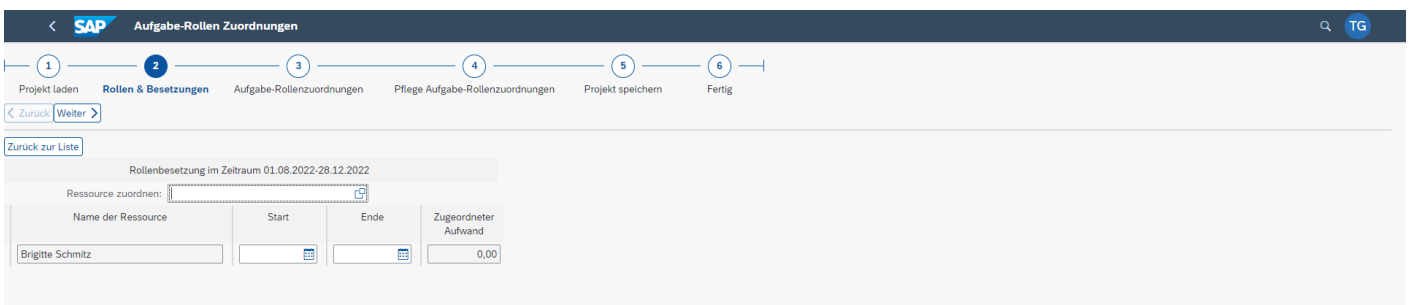 SAP Aufgabe-Rollen Zuordnungen TG
1 2 3 4 5 6
Projekt laden Rollen & Besetzungen Aufgabe-Rollenzuordnungen Pflege Aufgabe-Rollenzuordnungen Projekt speichern Fertig
Zurück Weiter
Zurück zur Liste
Rollenbesetzung im Zeitraum 01.08.2022-28.12.2022
Ressource zuordnen:
Name der Ressource Start Ende Zugeordneter
Aufwand
Brigitte Schmitz 0,00